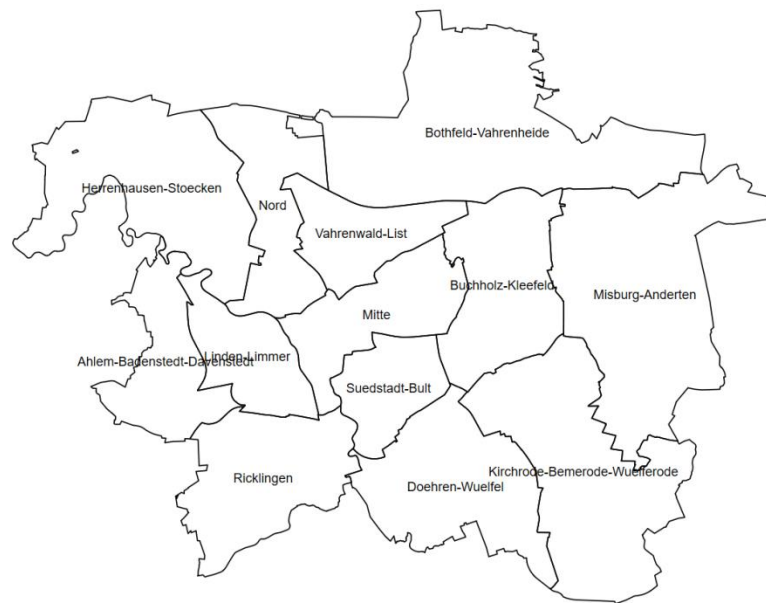 Bothfeld-Vahrenheide
Herrenhausen-Stoecken
Nord
Vahrenwald-List
Buchholz-Kleefeld
Misburg-Anderten
Mitte
Linden-Limmer
Ahlem-Badenstedt-Davenstedt
Suedstadt-Bult
Kirchrode-Bemerode-Wuelferode
Ricklingen
Doehren-Wuelfel